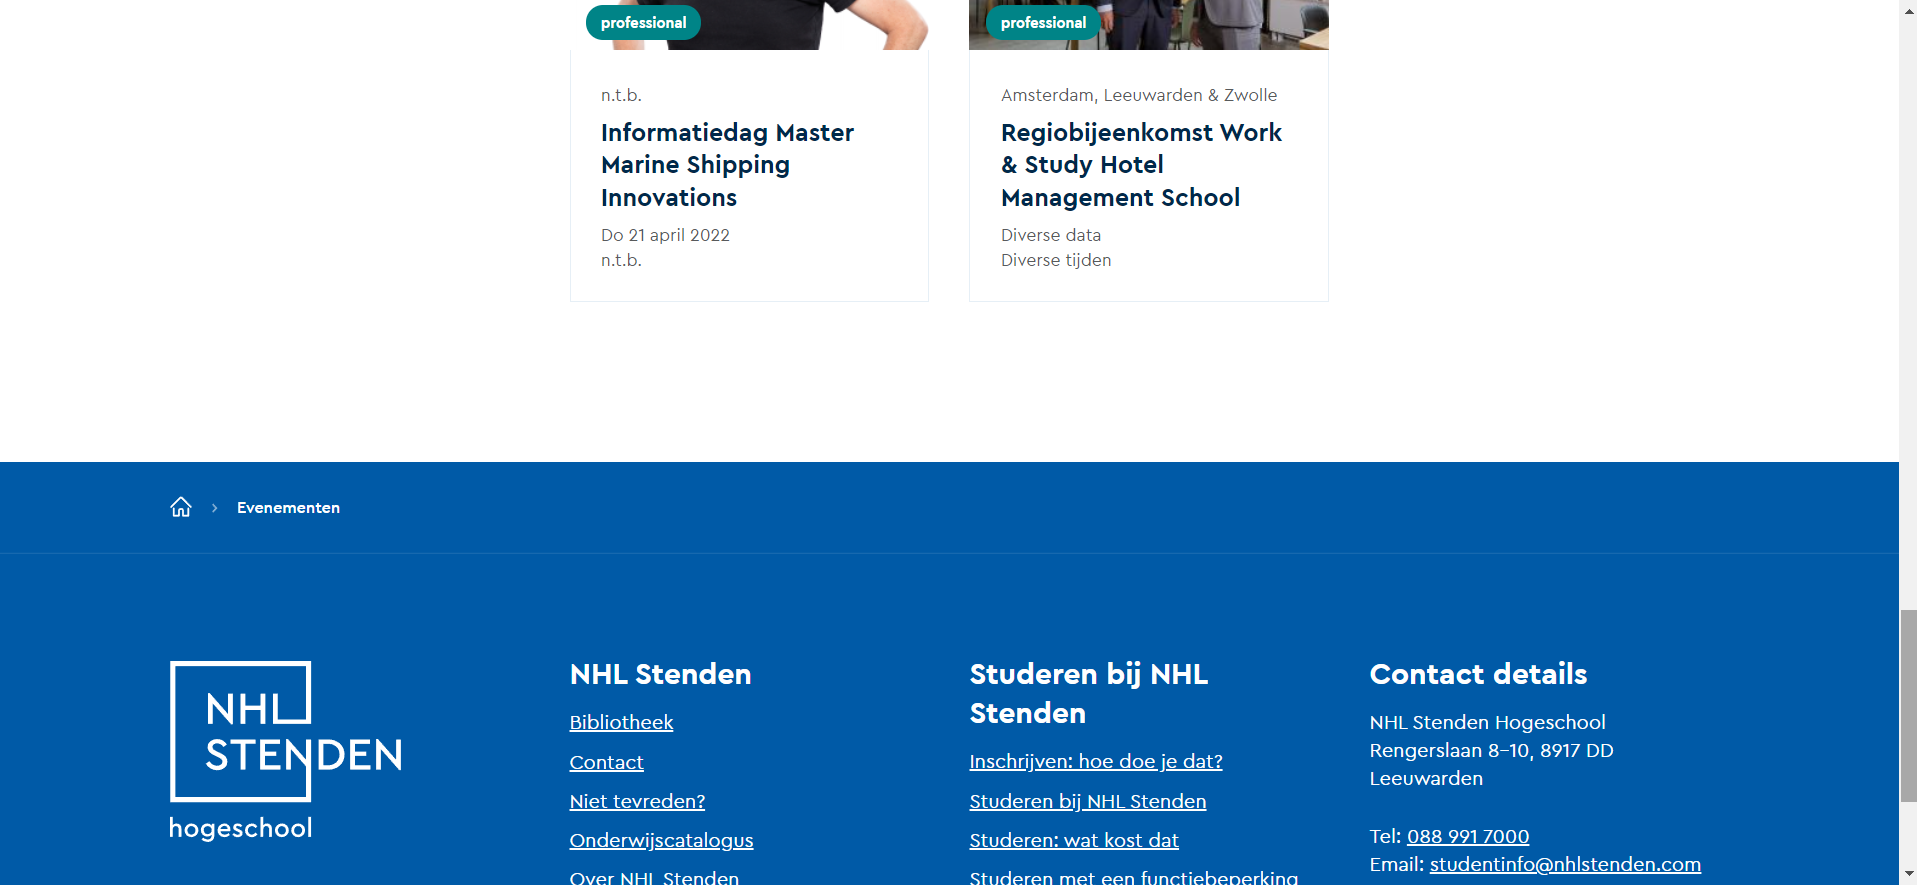 professional
n.t.b.
Informatiedag Master
Marine Shipping
Innovations
Do 21 april 2022
n.t.b.
professional
Amsterdam, Leeuwarden & Zwolle
Regiobijeenkomst Work
& Study Hotel
Management School
Diverse data
Diverse tijden
Evenementen
NHL
STENDEN
hogeschool
NHL Stenden
Bibliotheek
Contact
Niet tevreden?
Onderwijscatalogus
Over NHL Stenden
Studeren bij NHL
Stenden
Inschrijven: hoe doe je dat?
Studeren bij NHL Stenden
Studeren: wat kost dat
Studeren met een functiebeperking
Contact details
NHL Stenden Hogeschool
Rengerslaan 8-10, 8917 DD
Leeuwarden
Tel: 088 991 7000
Email: studentinfo@nhlstenden.com